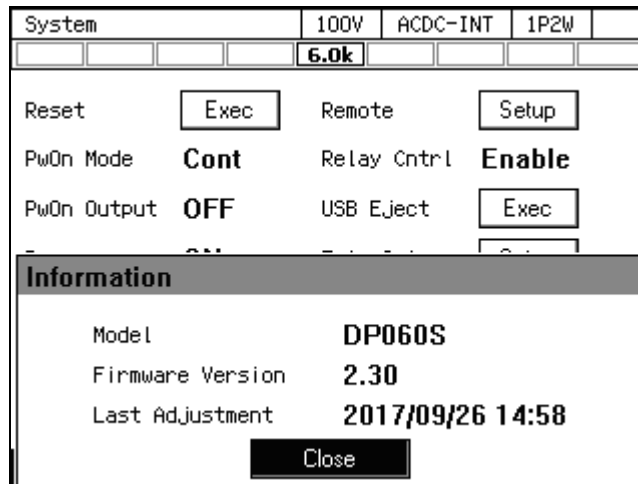 System 100V ACDC-INT 1P2W
6.0k
Reset Exec Remote Setup
PwOn Mode Cont Relay Cntrl Enable
PwOn Output OFF USB Eject Exec
Information
Model DP060S
Firmware Version 2.30
Last Adjustment 2017/09/26 14:58
Close